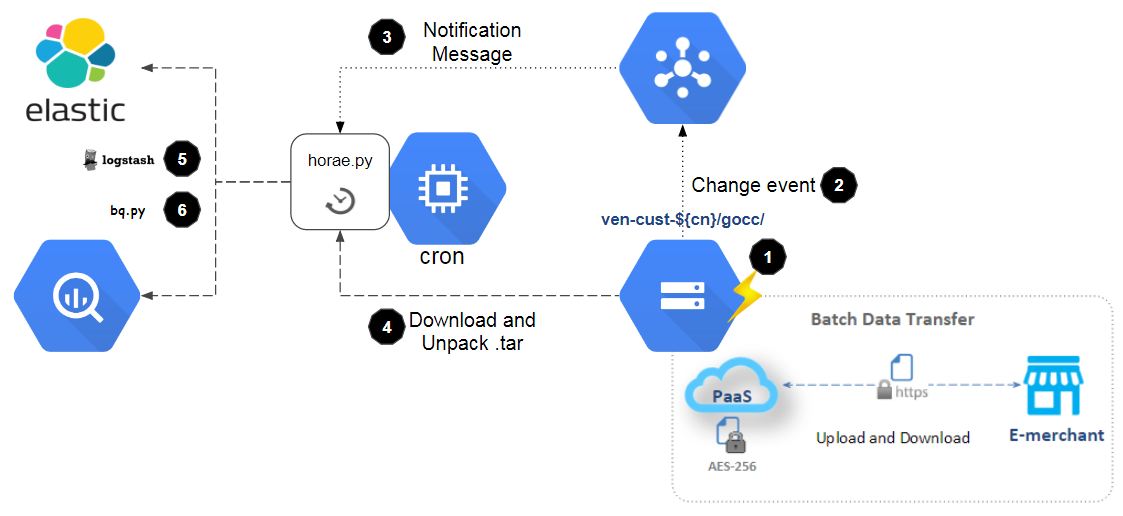 3
Notification
Message
elastic
logstash
5
bq.py
6
horae.py
cron
Change event
2
ven-cust-${cn}/gocc/
1
4
Download and
Unpack .tar
Batch Data Transfer
PaaS
https
AES-256
Upload and Download
E-merchant